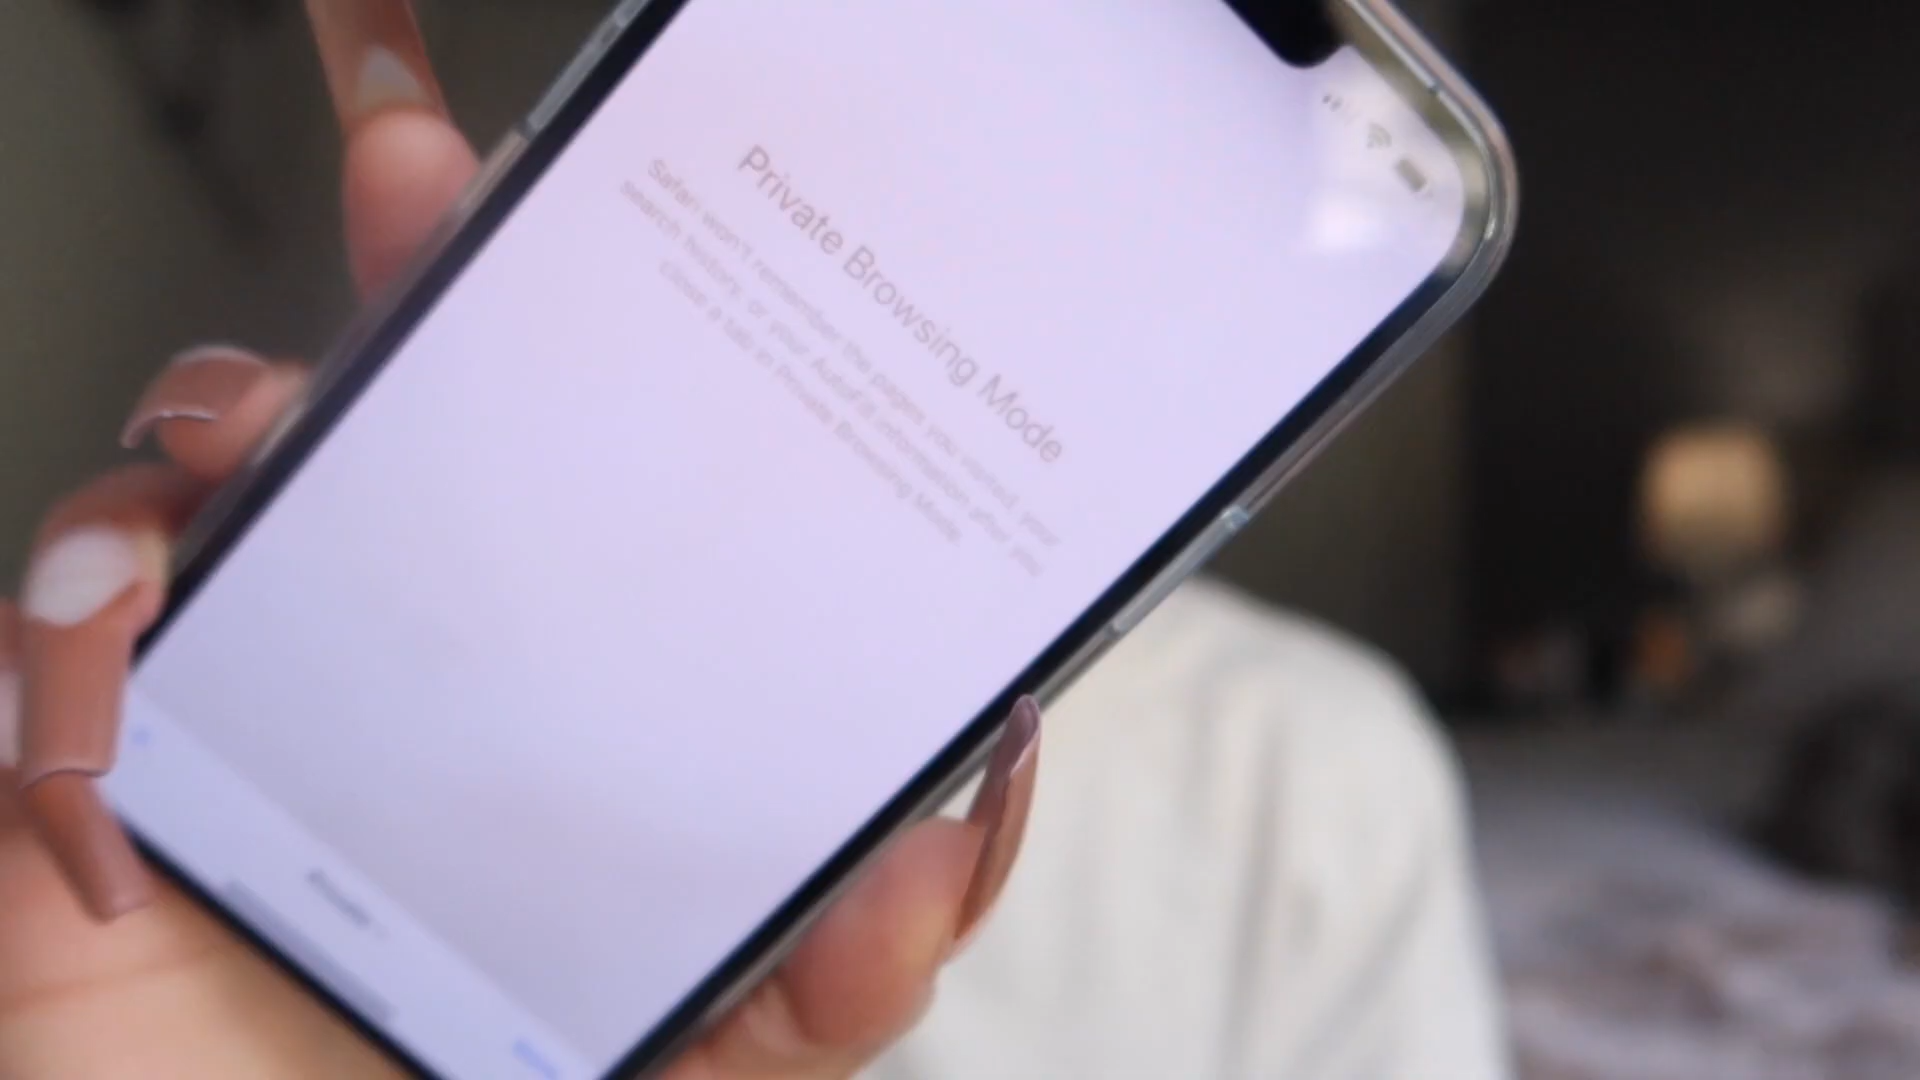 Private Browsing Mode
Safari won't remember the pages you visited, your
search history, or your AutoFill information after you
close a tab in Private Browsing Mode.
Private